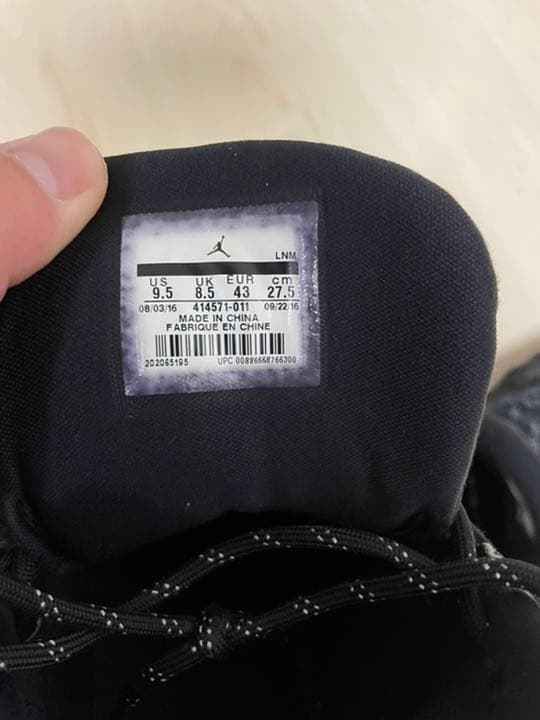 LNM
US UK EUR cm
9.5 8.5 43 27.5
08/03/16 414571-011 09/22/16
MADE IN CHINA
FABRIQUE EN CHINE
202065195 UPC 00886668766300